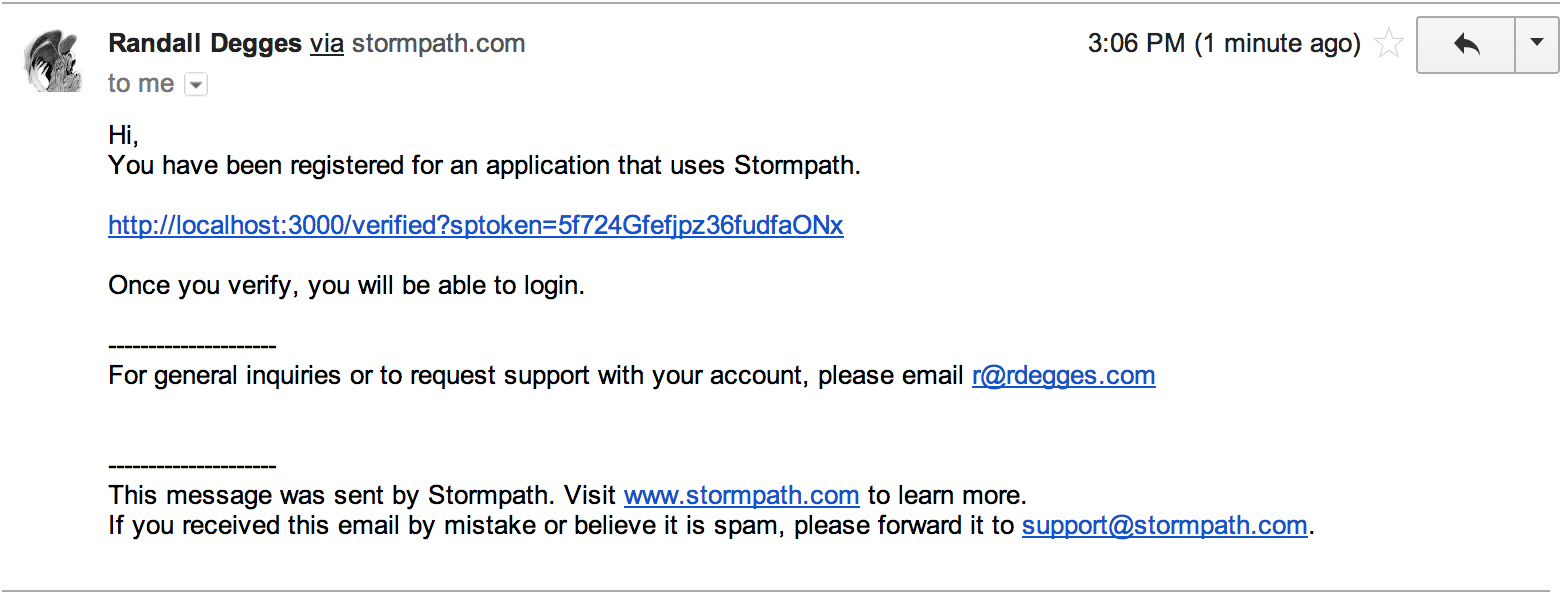 Randall Degges via stormpath.com
3:06 PM (1 minute ago)
to me
Hi,
You have been registered for an application that uses Stormpath.
http://localhost:3000/verified?sptoken=5f724Gfefjpz36fudfaONx
Once you verify, you will be able to login.
---------------------
For general inquiries or to request support with your account, please email r@rdegges.com
---------------------
This message was sent by Stormpath. Visit www.stormpath.com to learn more.
If you received this email by mistake or believe it is spam, please forward it to support@stormpath.com.